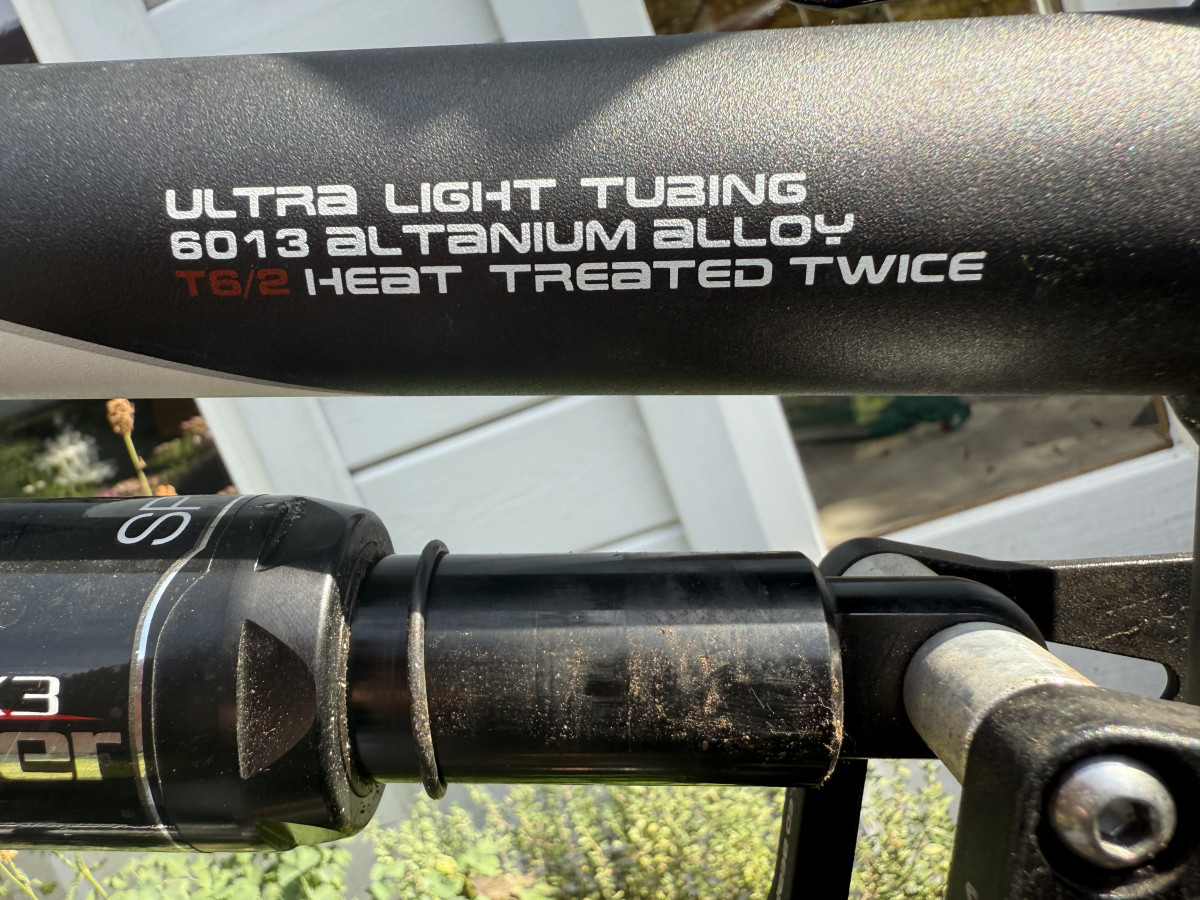 ULTRA LIGHT TUBING
6013 ALTANIUM ALLOY
T6/2 HEAT TREATED TWICE